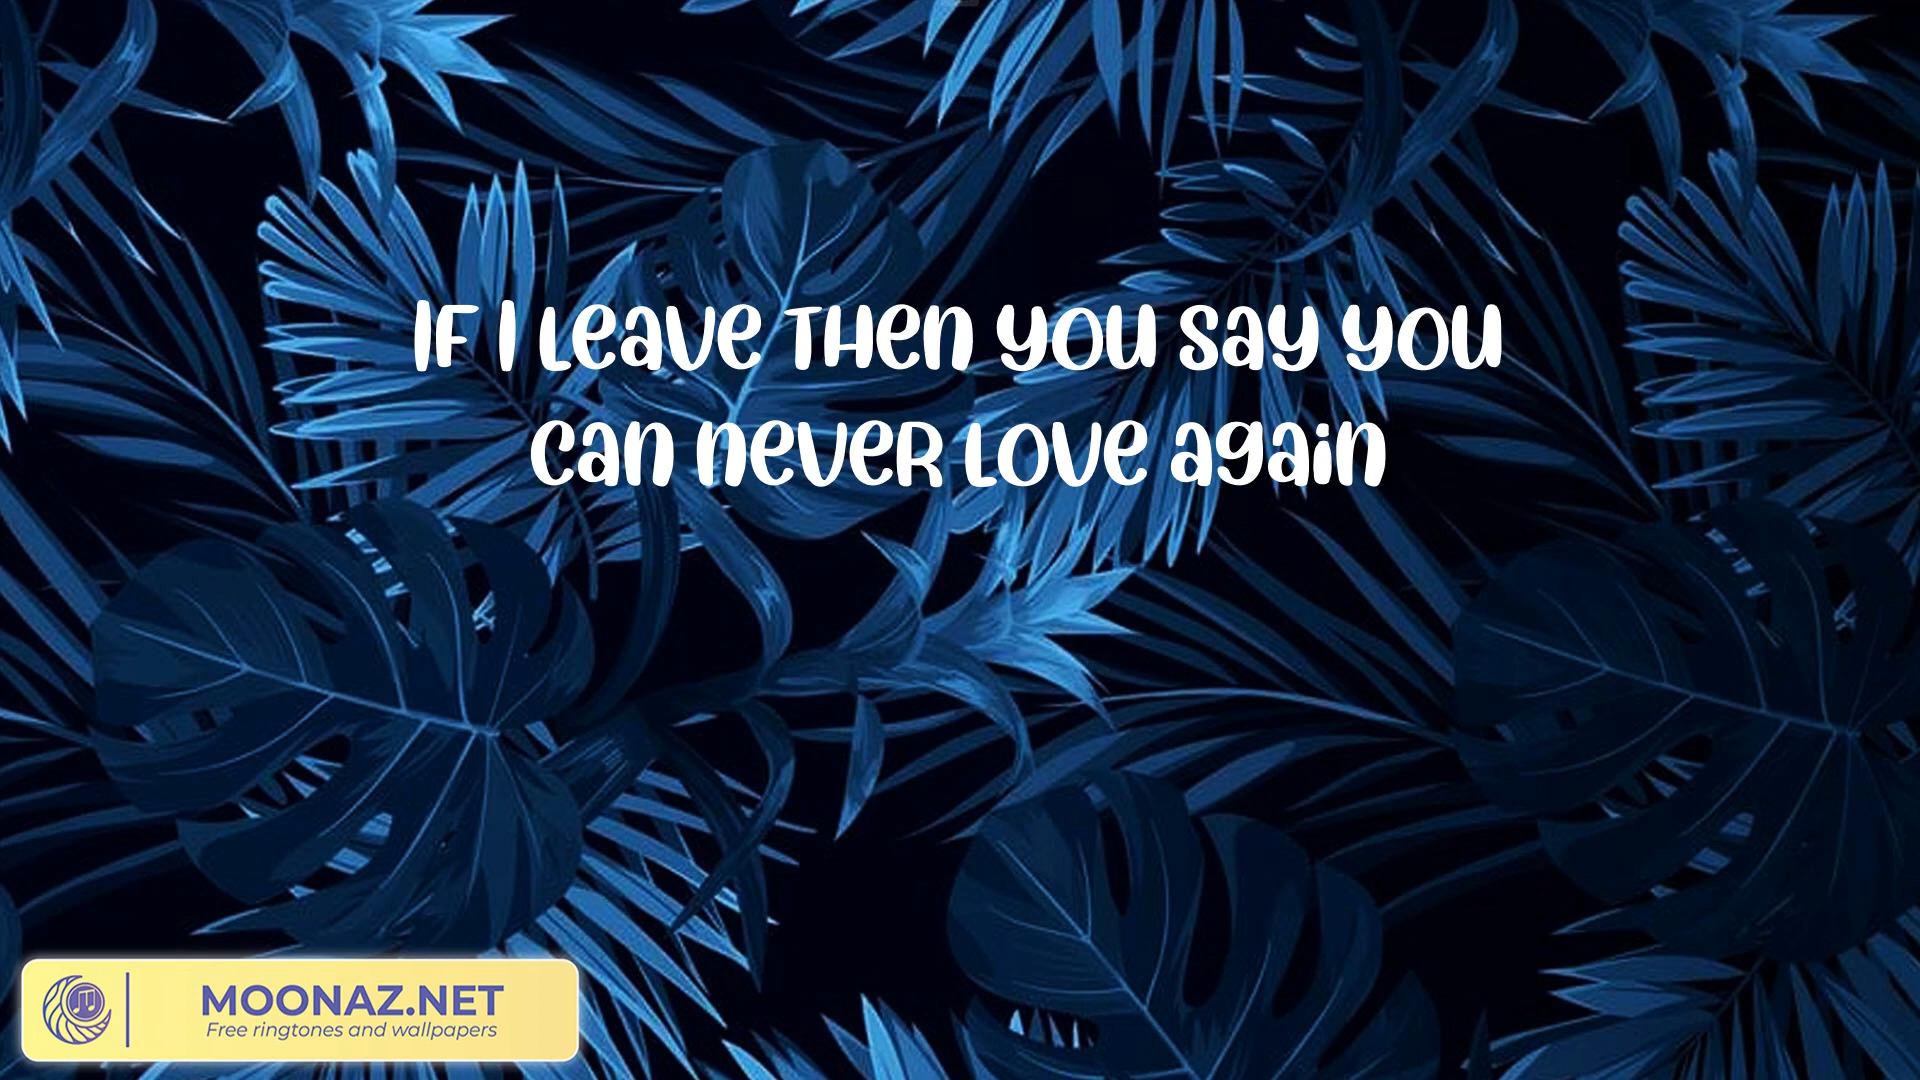 IF I Leave THen you say you
can neveR Love again
MOONAZ.NET
Free ringtones and wallpapers